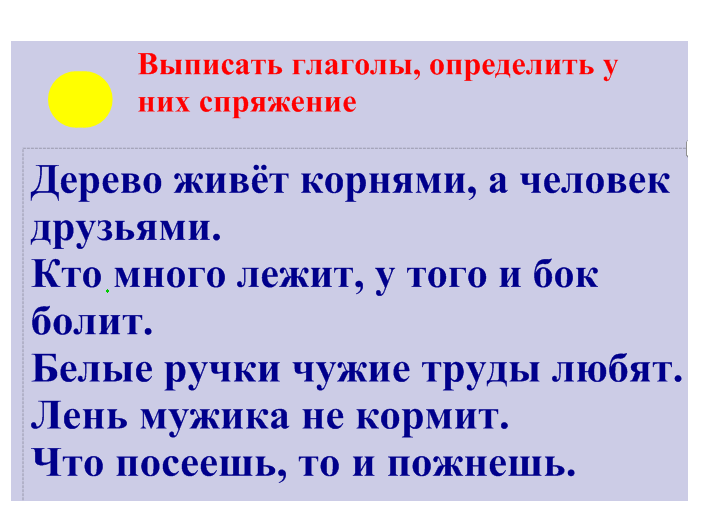 Выписать глаголы, определить у
них спряжение
Дерево живёт корнями, а человек
друзьями.
Кто много лежит, у того и бок
болит.
Белые ручки чужие труды любят.
Лень мужика не кормит.
Что посеешь, то и пожнешь.